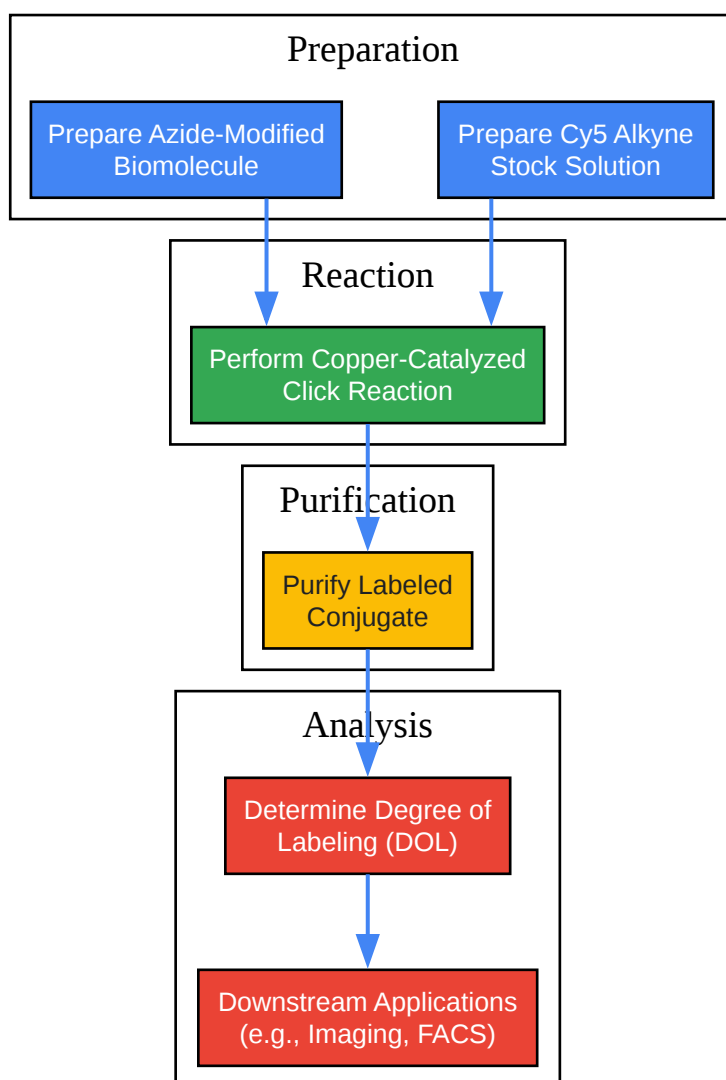 Preparation
Prepare Azide-Modified
Biomolecule
Prepare Cy5 Alkyne
Stock Solution
Reaction
Perform Copper-Catalyzed
Click Reaction
Purification
Purify Labeled
Conjugate
Analysis
Determine Degree of
Labeling (DOL)
Downstream Applications
(e.g., Imaging, FACS)